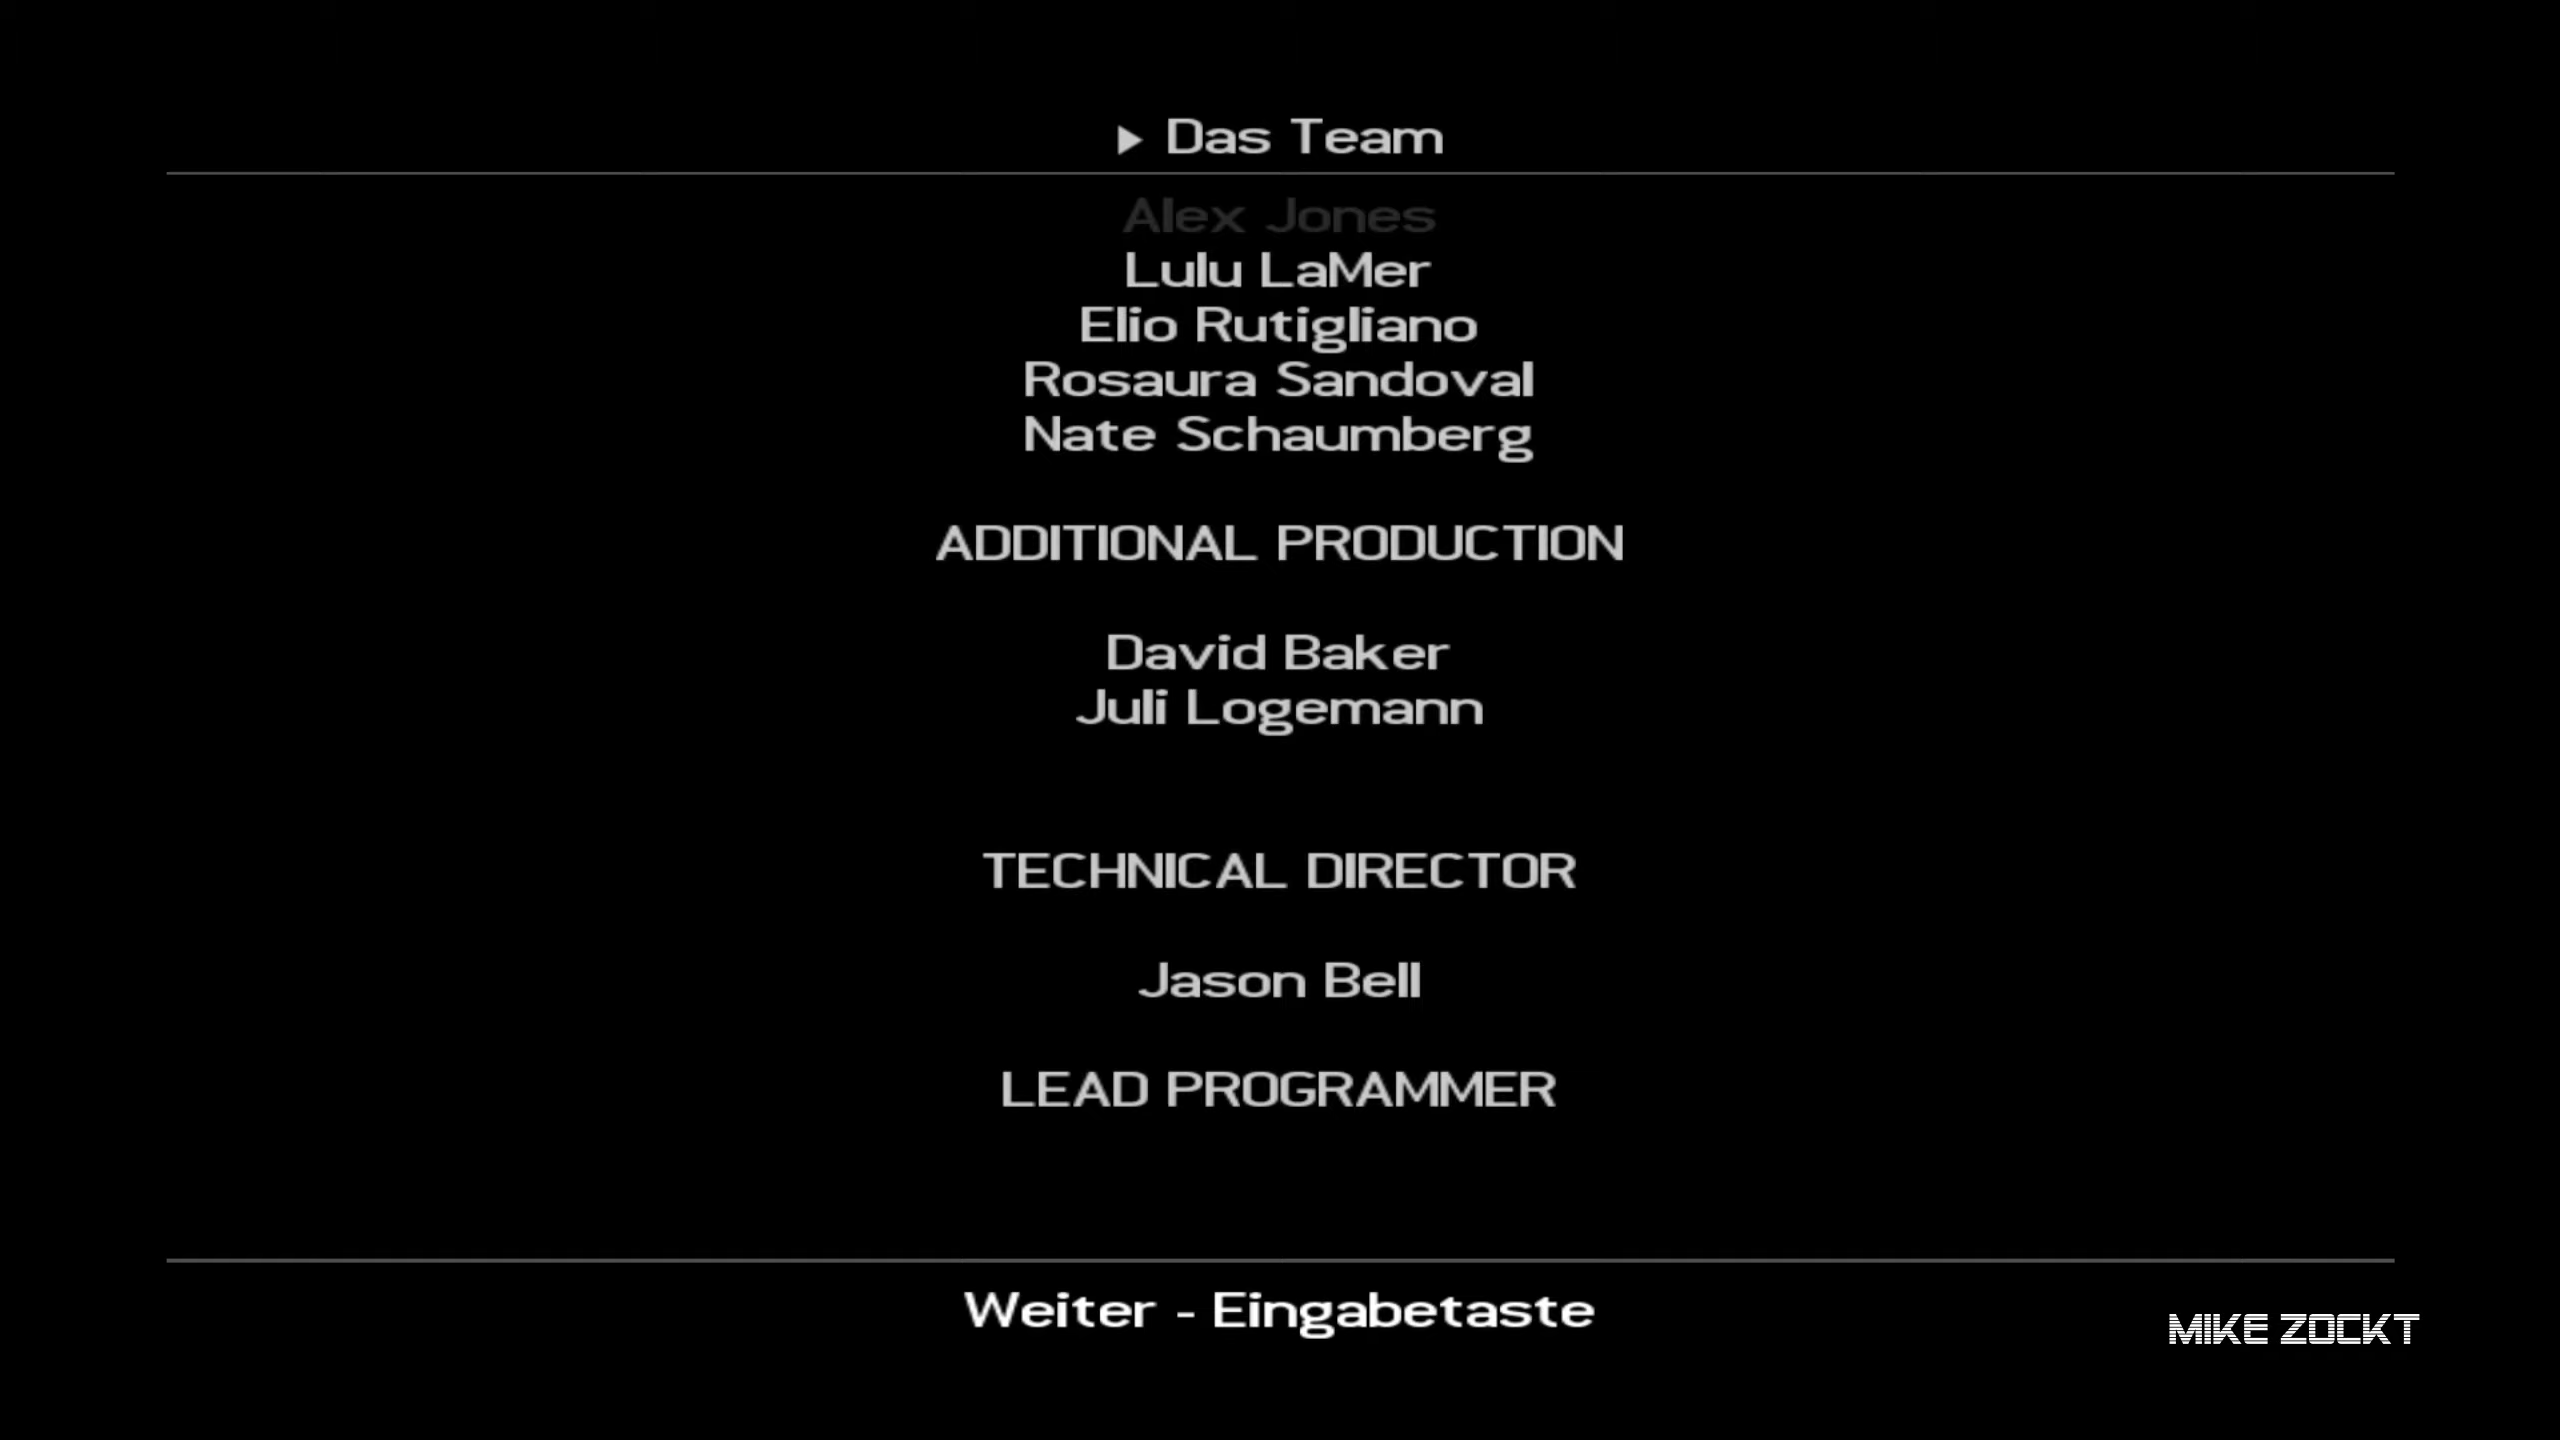 Das Team
Alex Jones
Lulu LaMer
Elio Rutigliano
Rosaura Sandoval
Nate Schaumberg
ADDITIONAL PRODUCTION
David Baker
Juli Logemann
TECHNICAL DIRECTOR
Jason Bell
LEAD PROGRAMMER
Weiter - Eingabetaste
MIKE ZOCKT